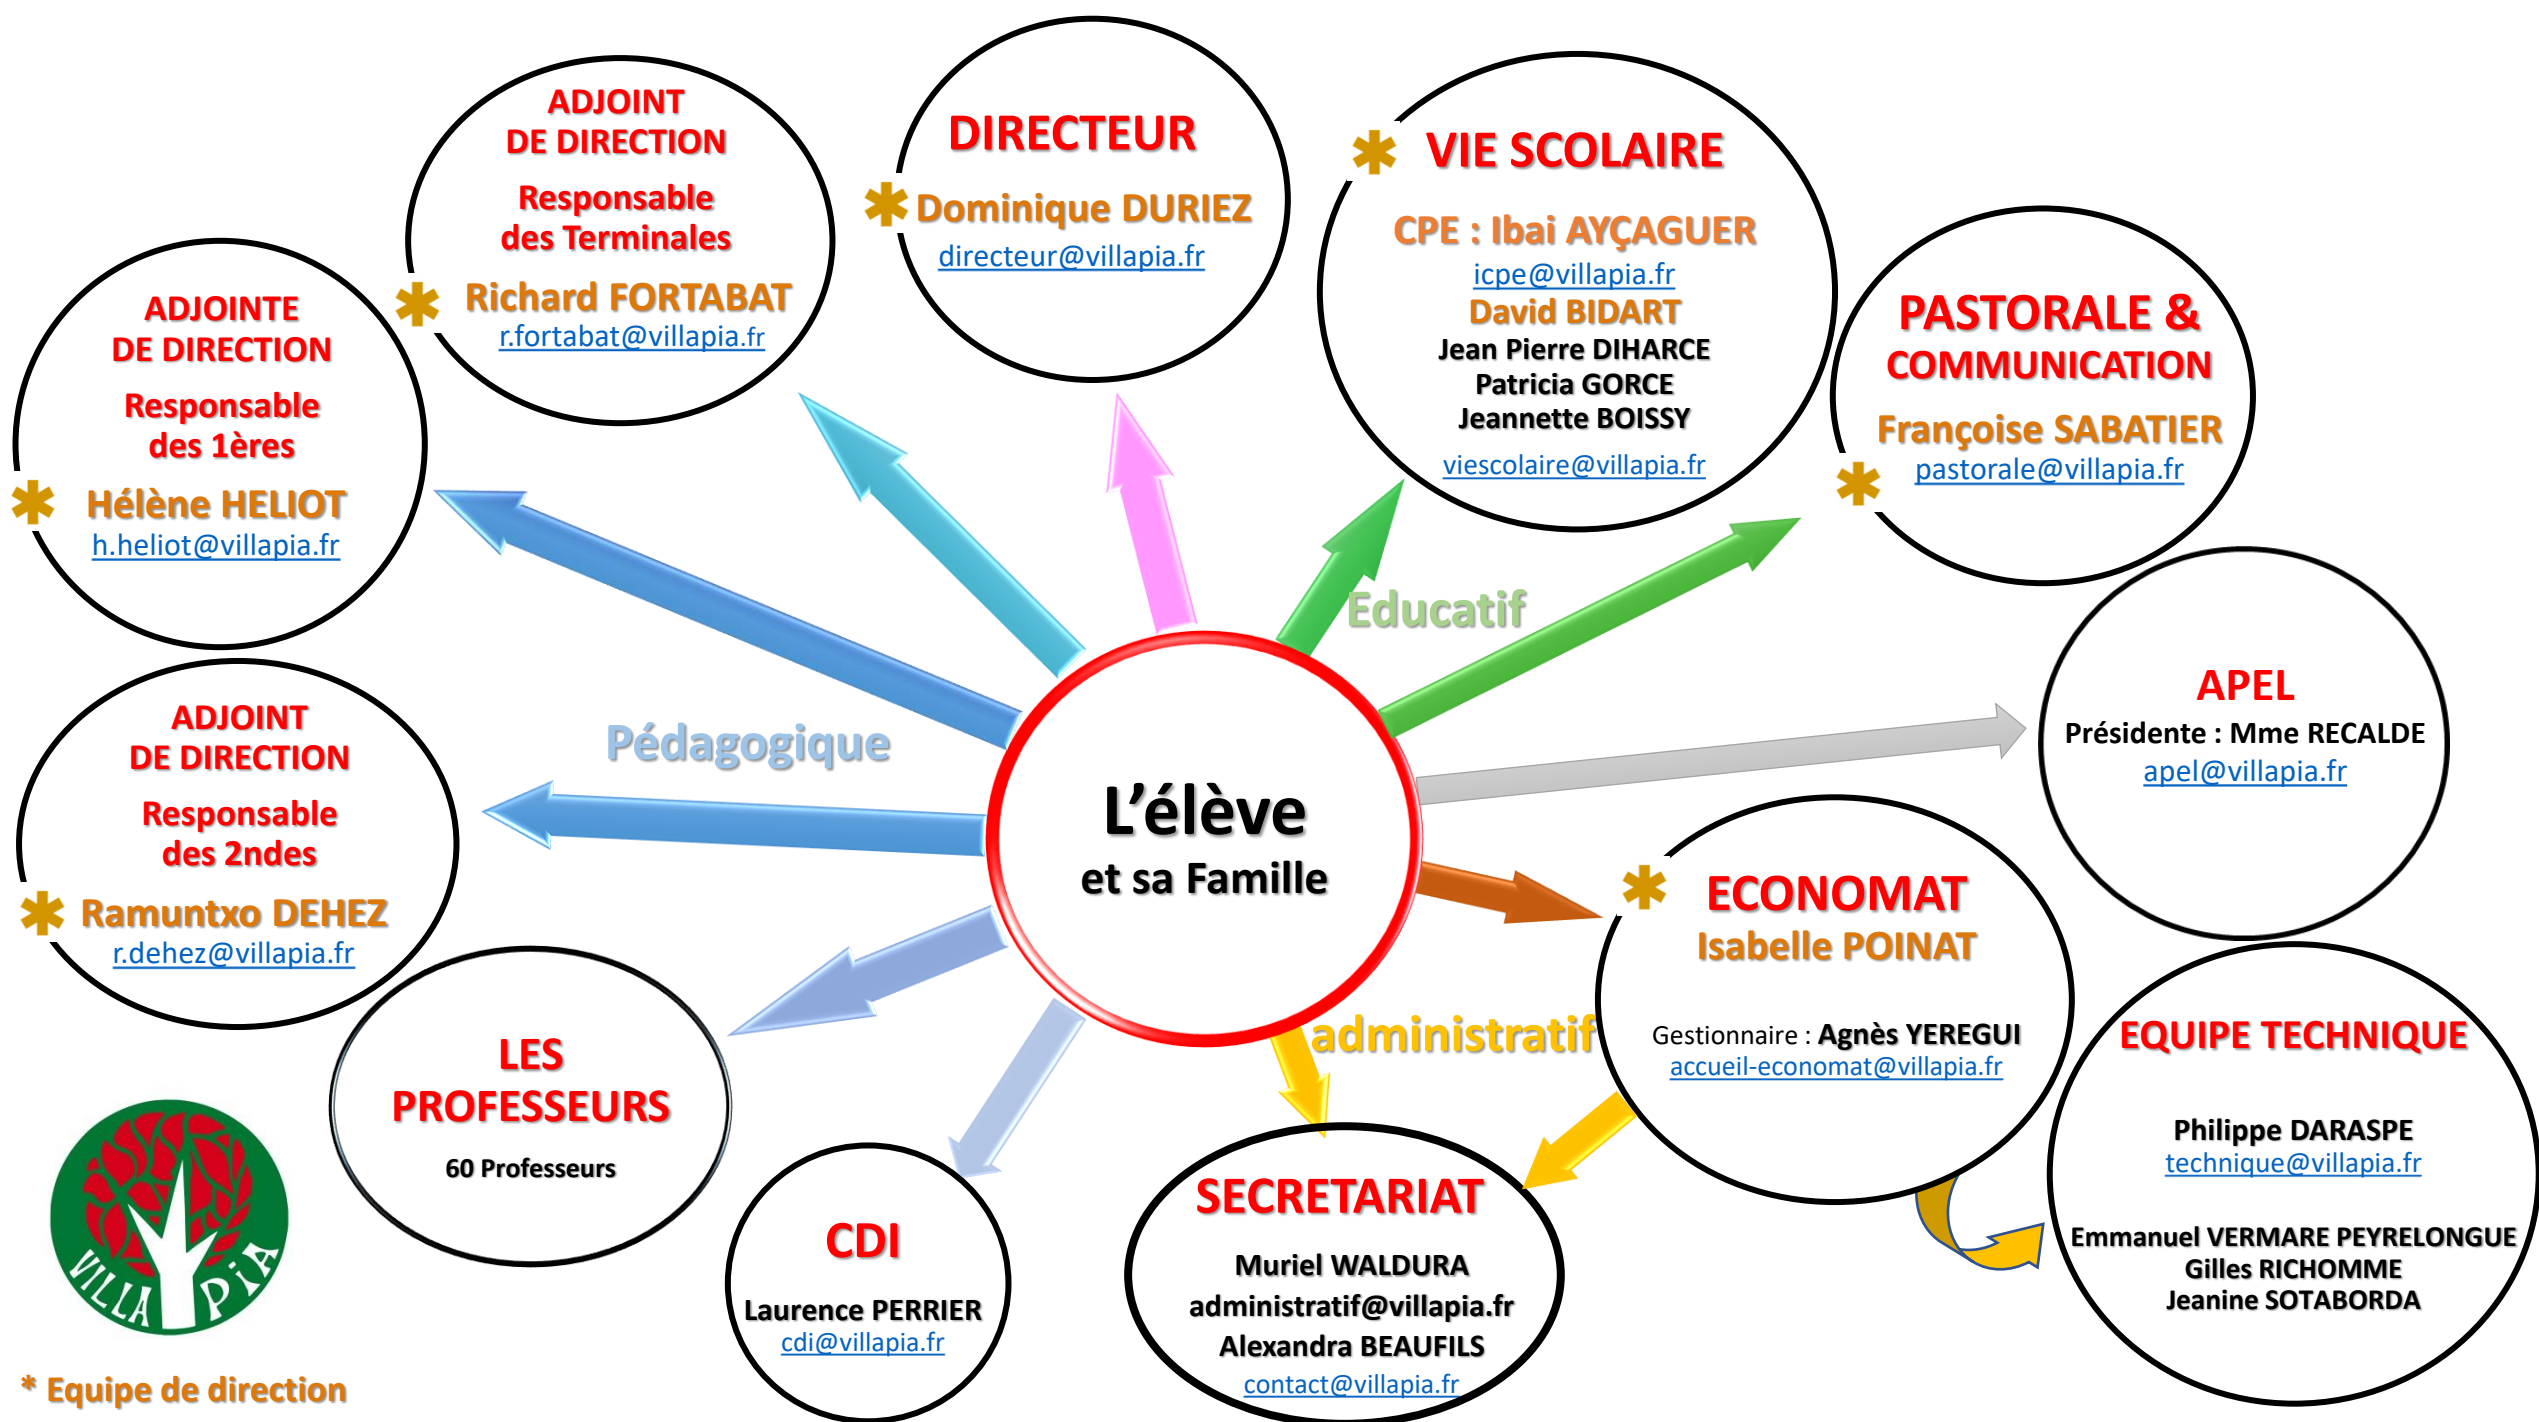 ADJOINTE
DE DIRECTION
Responsable
des 1ères
* Hélène HELIOT
h.heliot@villapia.fr
ADJOINT
DE DIRECTION
Responsable
des Terminales
* Richard FORTABAT
r.fortabat@villapia.fr
DIRECTEUR
* Dominique DURIEZ
directeur@villapia.fr
* VIE SCOLAIRE
CPE : Ibai AYÇAGUER
icpe@villapia.fr
David BIDART
Jean Pierre DIHARCE
Patricia GORCE
Jeannette BOISSY
viescolaire@villapia.fr
PASTORALE &
COMMUNICATION
Françoise SABATIER
* pastorale@villapia.fr
Educatif
APEL
Présidente : Mme RECALDE
apel@villapia.fr
Pédagogique
L'élève
et sa Famille
ADJOINT
DE DIRECTION
Responsable
des 2ndes
* Ramuntxo DEHEZ
r.dehez@villapia.fr
* ECONOMAT
Isabelle POINAT
Gestionnaire : Agnès YEREGUI
accueil-economat@villapia.fr
administratif
EQUIPE TECHNIQUE
Philippe DARASPE
technique@villapia.fr
Emmanuel VERMARE PEYRELONGUE
Gilles RICHOMME
Jeanine SOTABORDA
LES
PROFESSEURS
60 Professeurs
CDI
Laurence PERRIER
cdi@villapia.fr
SECRETARIAT
Muriel WALDURA
administratif@villapia.fr
Alexandra BEAUFILS
contact@villapia.fr
VILLA PiA
* Equipe de direction